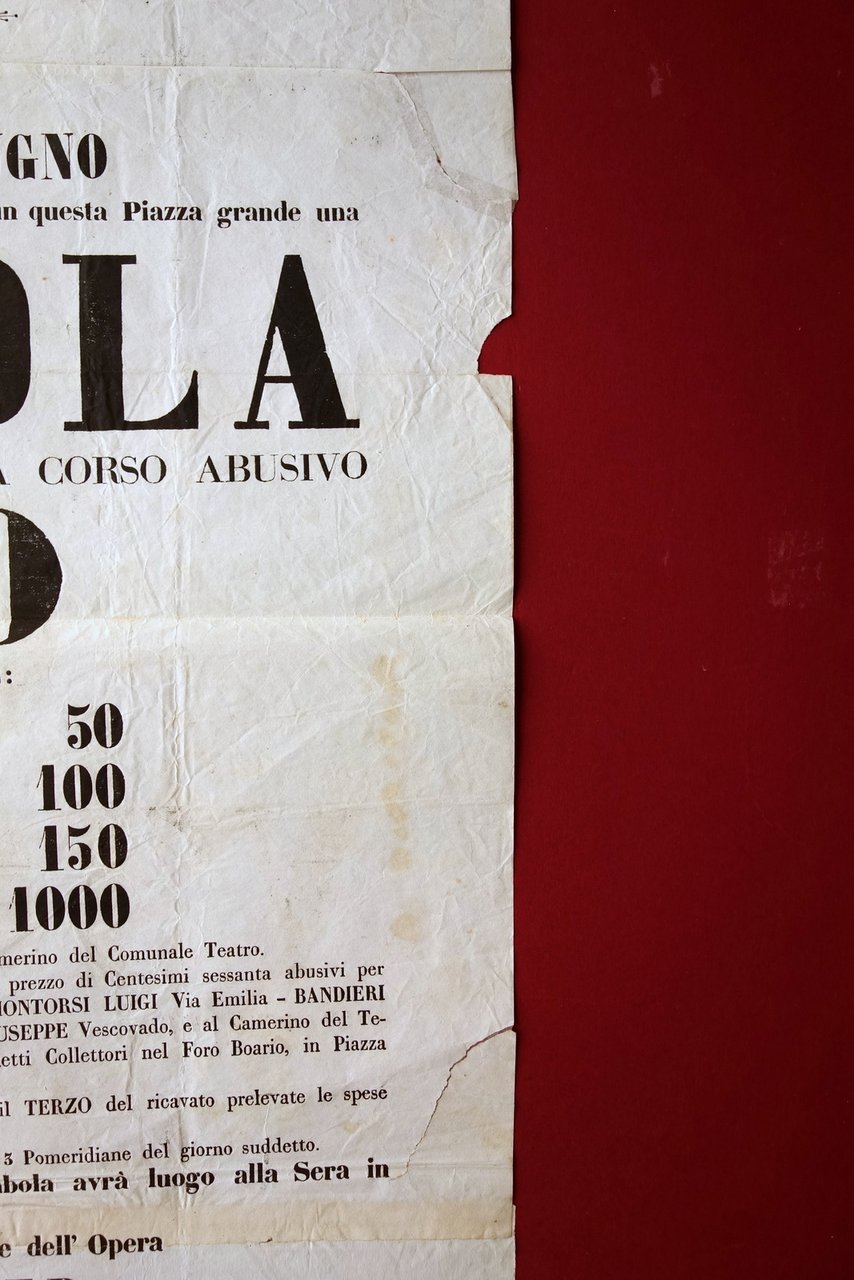 UGNO
in questa Piazza grande una
OLA
A CORSO ABUSIVO
O
:
50
100
150
1000
merino del Comunale Teatro.
prezzo di Centesimi sessanta abusivi per
MONTORSI LUIGI Via Emilia – BANDIERI
USEPPE Vescovado, e al Camerino del Te-
etti Collettori nel Foro Boario, in Piazza
il TERZO del ricavato prelevate le spese
3 Pomeridiane del giorno suddetto.
bola avrà luogo alla Sera in
e dell' Opera